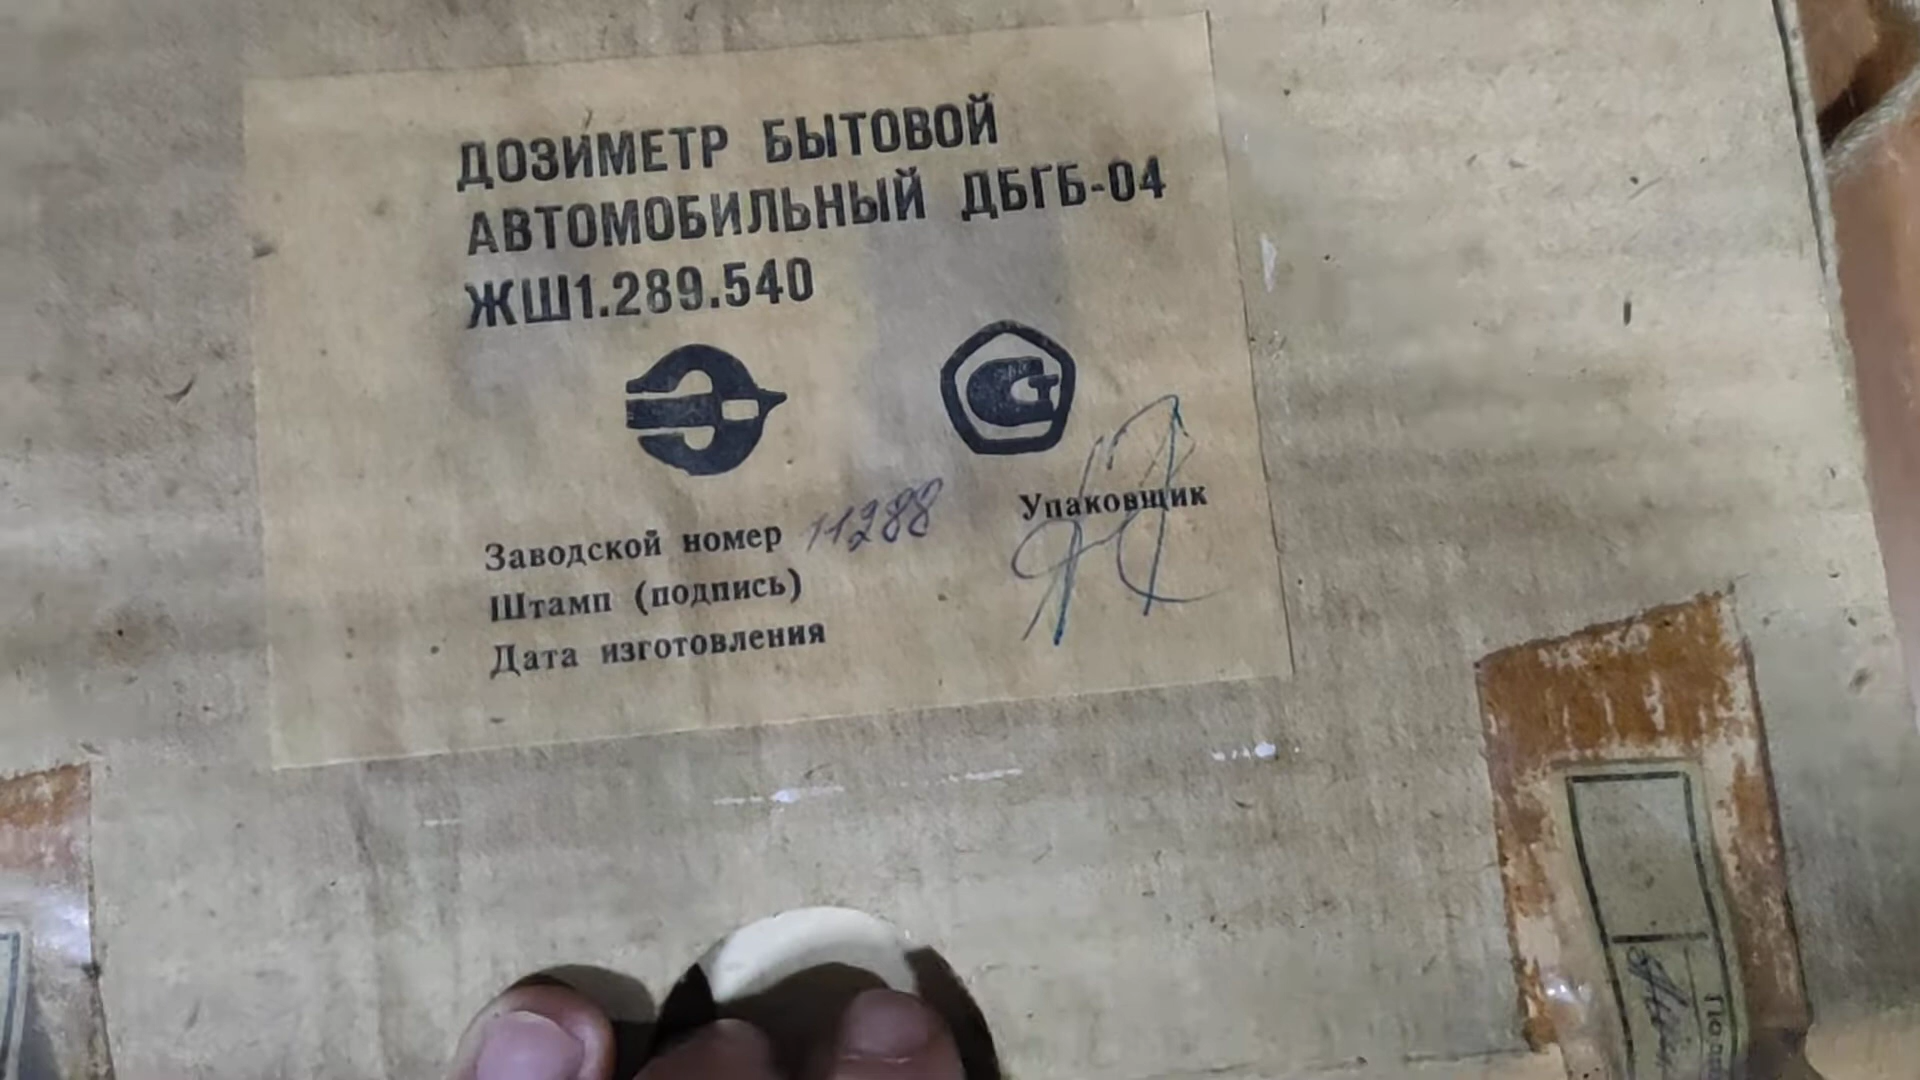 ДОЗИМЕТР БЫТОВОЙ
АВТОМОБИЛЬНЫЙ ДБГБ-04
ЖШ1.289.540
Заводской номер 11288 Упаковщик
Штамп (подпись)
Дата изготовления